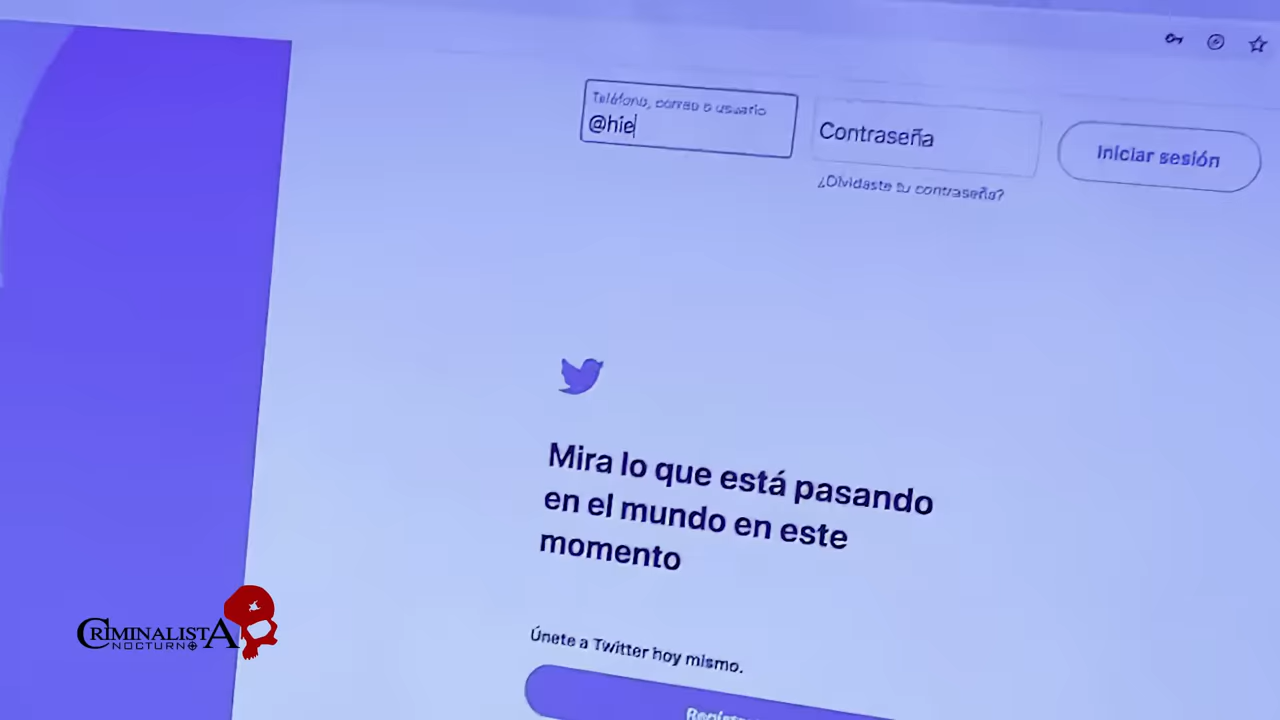 Teléfono, correo o usuario
@hie
Contraseña
Iniciar sesión
¿Olvidaste tu contraseña?
Mira lo que está pasando
en el mundo en este
momento
Únete a Twitter hoy mismo.
CRIMINALISTA
NOCTURNO